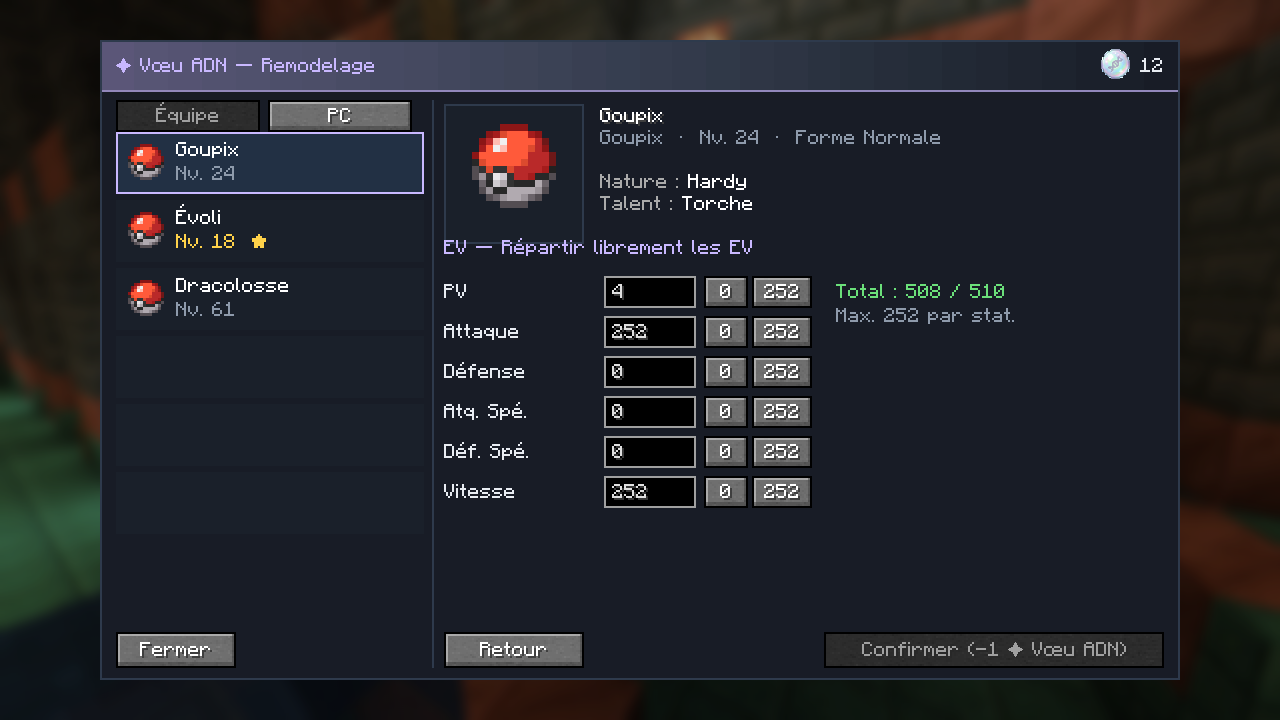 ✦ Vœu ADN — Remodelage
12
Équipe
PC
Goupix
Nv. 24
Évoli
Nv. 18 ★
Dracolosse
Nv. 61
Fermer
Goupix
Goupix · Nv. 24 · Forme Normale
Nature : Hardy
Talent : Torche
EV — Répartir librement les EV
PV 4 0 252
Attaque 252 0 252
Défense 0 0 252
Atq. Spé. 0 0 252
Déf. Spé. 0 0 252
Vitesse 252 0 252
Total : 508 / 510
Max. 252 par stat.
Retour
Confirmer (-1 ✦ Vœu ADN)